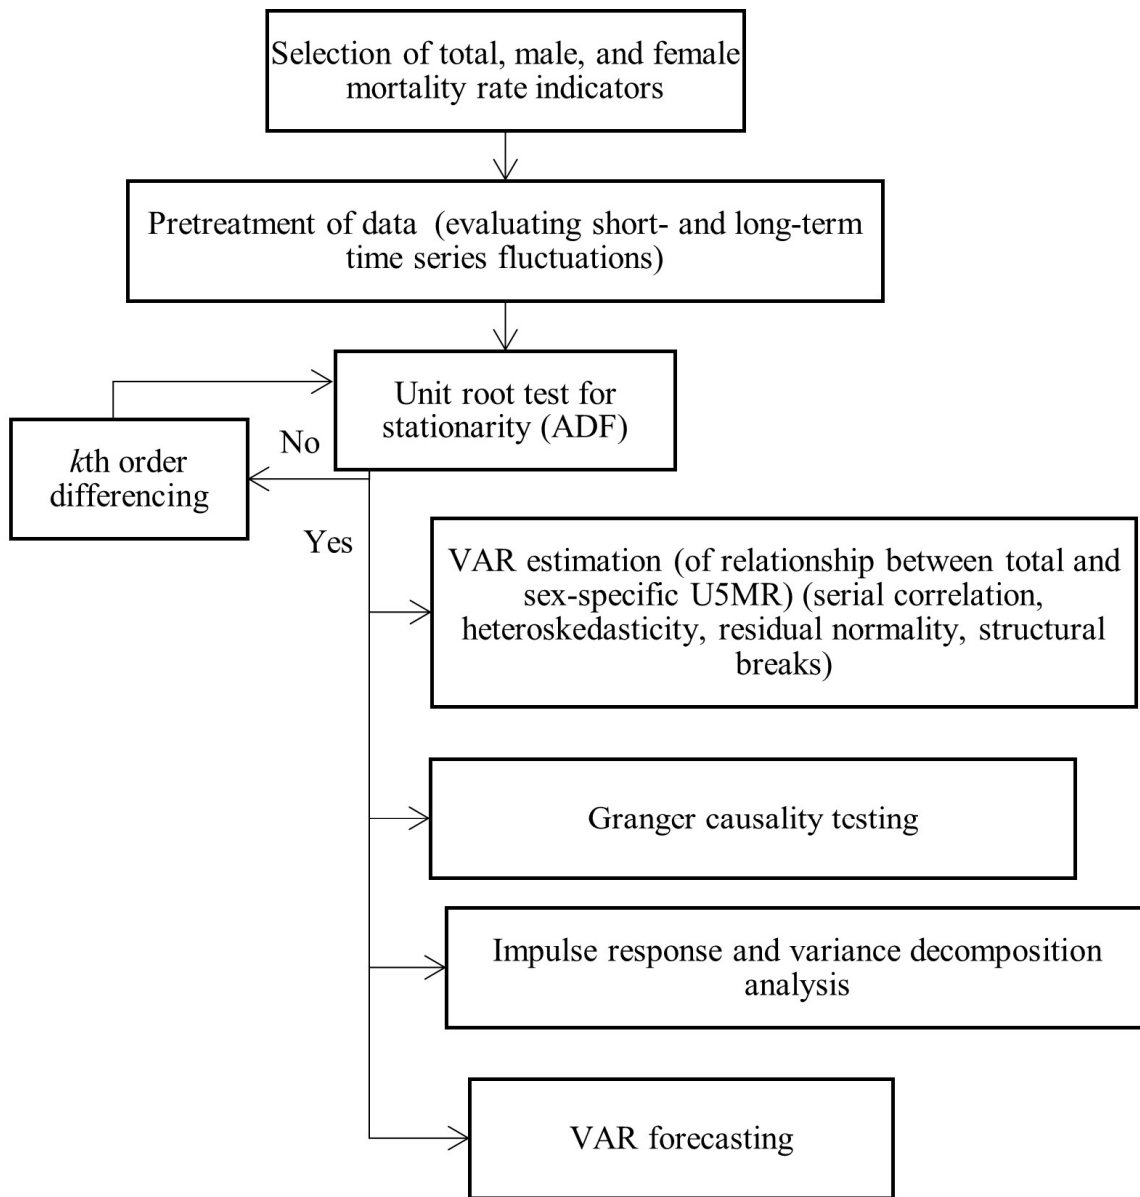 Selection of total, male, and female
mortality rate indicators
Pretreatment of data (evaluating short- and long-term
time series fluctuations)
Unit root test for
stationarity (ADF)
No
kth order
differencing
Yes
VAR estimation (of relationship between total and
sex-specific U5MR) (serial correlation,
heteroskedasticity, residual normality, structural
breaks)
Granger causality testing
Impulse response and variance decomposition
analysis
VAR forecasting